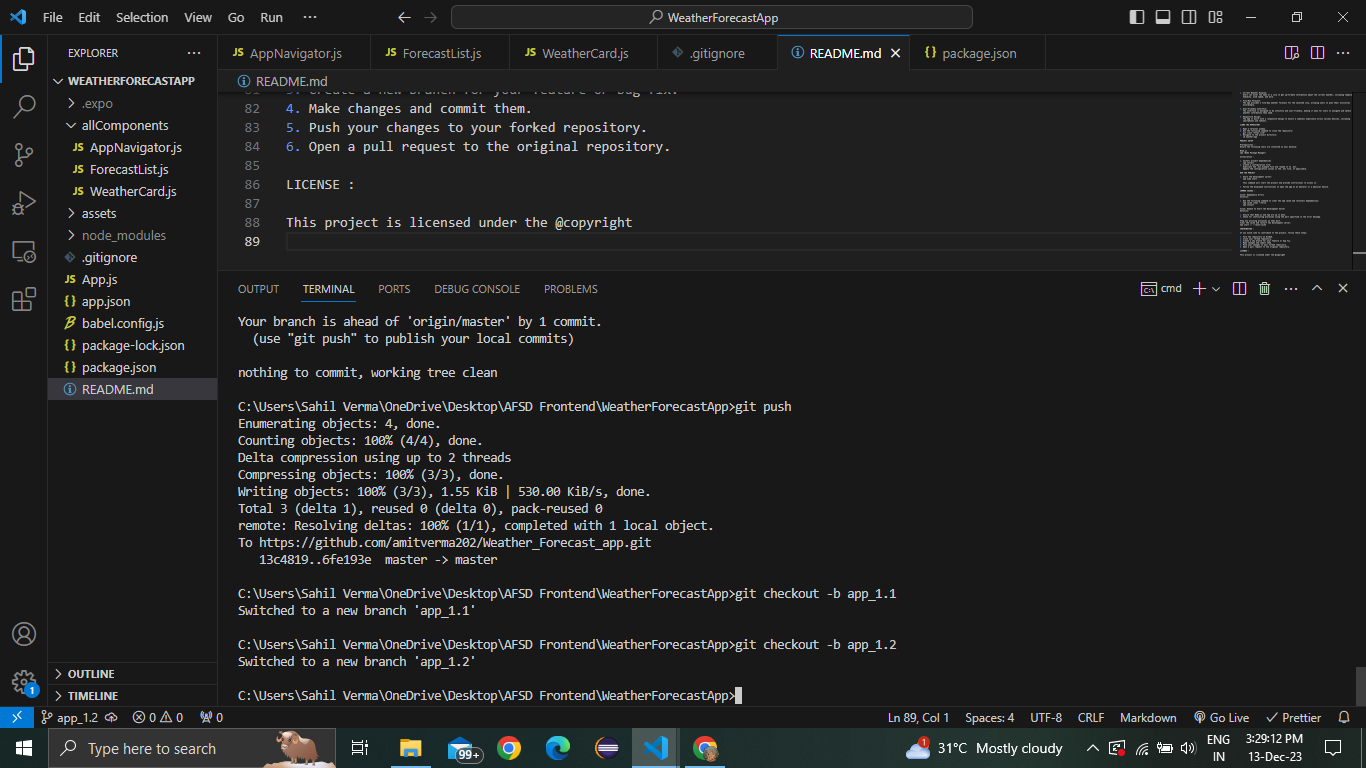 File Edit Selection View Go Run ··· WeatherForecastApp
EXPLORER ···
WEATHERFORECASTAPP
.expo
allComponents
JS AppNavigator.js
JS ForecastList.js
JS WeatherCard.js
assets
node_modules
.gitignore
JS App.js
{} app.json
babel.config.js
{} package-lock.json
{} package.json
README.md
OUTLINE
TIMELINE
JS AppNavigator.js JS ForecastList.js JS WeatherCard.js .gitignore README.md {} package.json
README.md
82 4. Make changes and commit them.
83 5. Push your changes to your forked repository.
84 6. Open a pull request to the original repository.
85
86 LICENSE :
87
88 This project is licensed under the @copyright
89
OUTPUT TERMINAL PORTS DEBUG CONSOLE PROBLEMS cmd
Your branch is ahead of 'origin/master' by 1 commit.
(use "git push" to publish your local commits)
nothing to commit, working tree clean
C:\Users\Sahil Verma\OneDrive\Desktop\AFSD Frontend\WeatherForecastApp>git push
Enumerating objects: 4, done.
Counting objects: 100% (4/4), done.
Delta compression using up to 2 threads
Compressing objects: 100% (3/3), done.
Writing objects: 100% (3/3), 1.55 KiB | 530.00 KiB/s, done.
Total 3 (delta 1), reused 0 (delta 0), pack-reused 0
remote: Resolving deltas: 100% (1/1), completed with 1 local object.
To https://github.com/amitverma202/Weather_Forecast_app.git
13c4819..6fe193e master -> master
C:\Users\Sahil Verma\OneDrive\Desktop\AFSD Frontend\WeatherForecastApp>git checkout -b app_1.1
Switched to a new branch 'app_1.1'
C:\Users\Sahil Verma\OneDrive\Desktop\AFSD Frontend\WeatherForecastApp>git checkout -b app_1.2
Switched to a new branch 'app_1.2'
C:\Users\Sahil Verma\OneDrive\Desktop\AFSD Frontend\WeatherForecastApp>
1
app_1.2 0 0 0 Ln 89, Col 1 Spaces: 4 UTF-8 CRLF Markdown Go Live Prettier
Type here to search 99+ 1 31°C Mostly cloudy ENG IN 3:29:12 PM 13-Dec-23